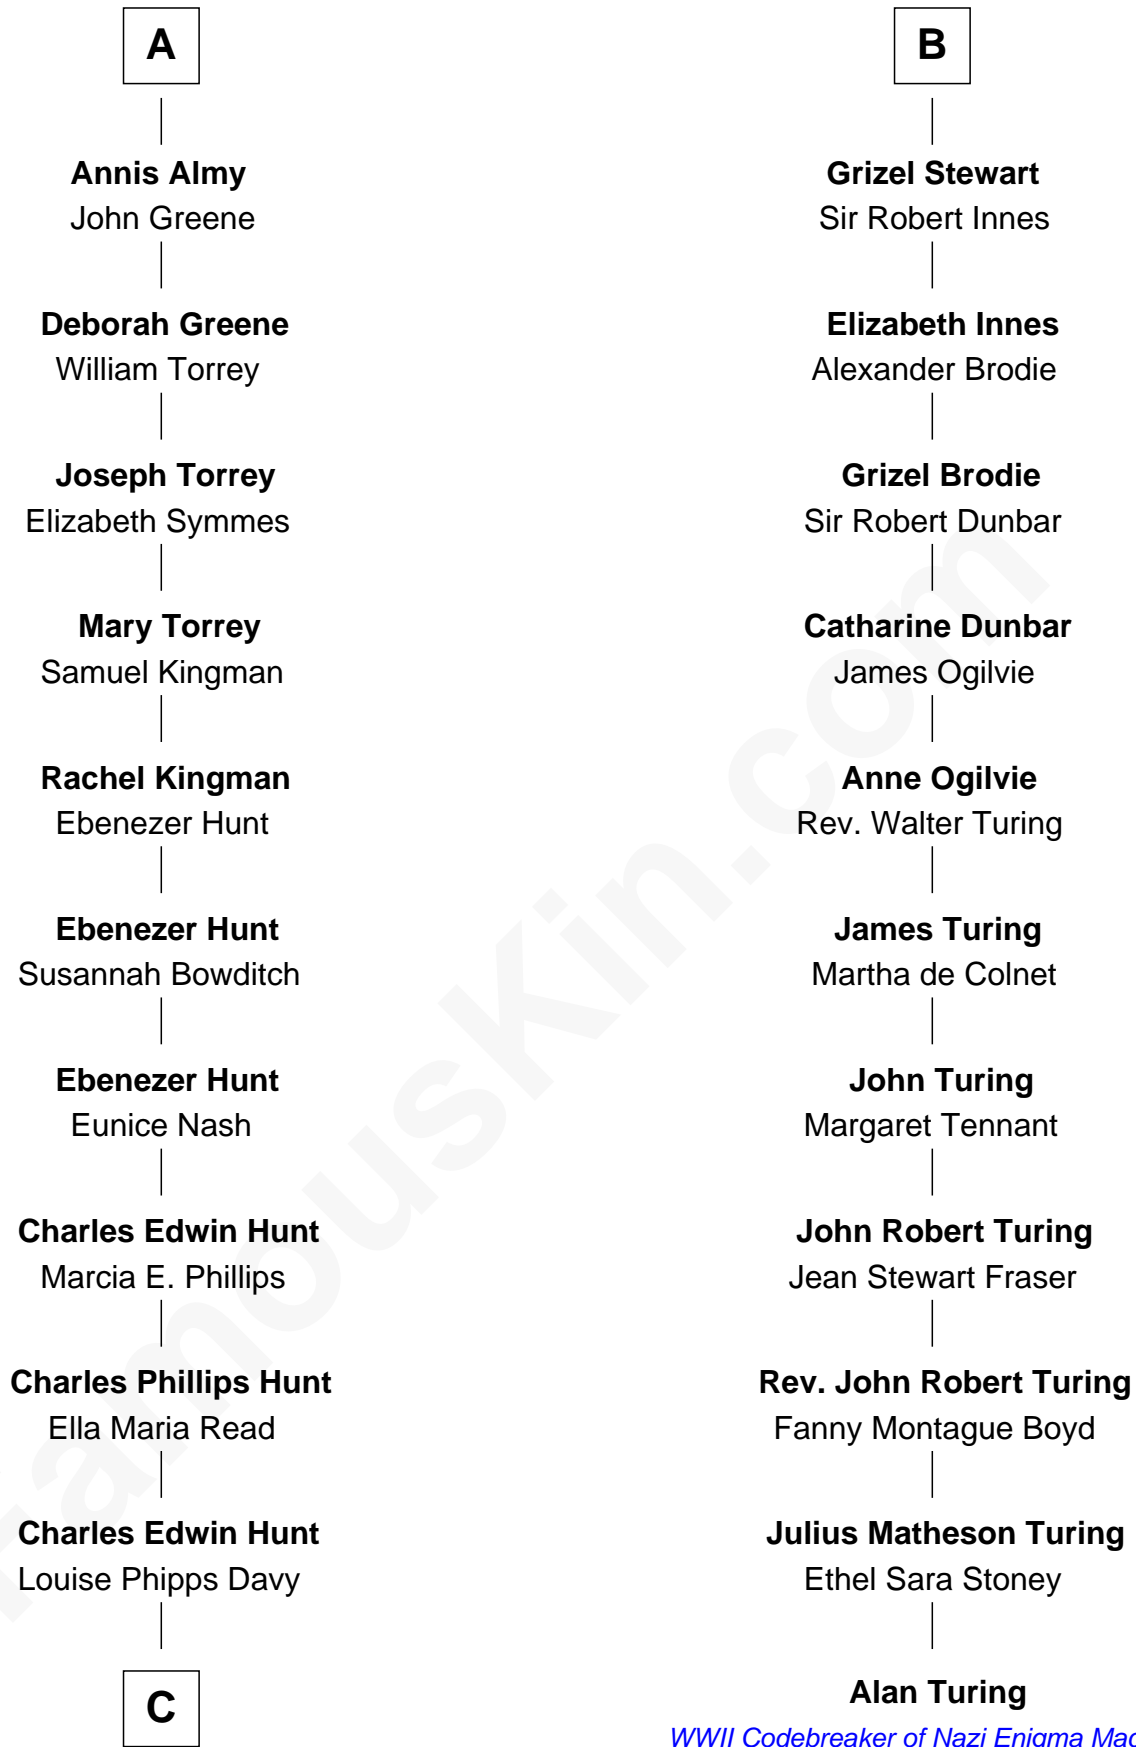 A
Annis Almy
John Greene
Deborah Greene
William Torrey
Joseph Torrey
Elizabeth Symmes
Mary Torrey
Samuel Kingman
Rachel Kingman
Ebenezer Hunt
Ebenezer Hunt
Susannah Bowditch
Ebenezer Hunt
Eunice Nash
Charles Edwin Hunt
Marcia E. Phillips
Charles Phillips Hunt
Ella Maria Read
Charles Edwin Hunt
Louise Phipps Davy
C
B
Grizel Stewart
Sir Robert Innes
Elizabeth Innes
Alexander Brodie
Grizel Brodie
Sir Robert Dunbar
Catharine Dunbar
James Ogilvie
Anne Ogilvie
Rev. Walter Turing
James Turing
Martha de Colnet
John Turing
Margaret Tennant
John Robert Turing
Jean Stewart Fraser
Rev. John Robert Turing
Fanny Montague Boyd
Julius Matheson Turing
Ethel Sara Stoney
Alan Turing
WWII Codebreaker of Nazi Enigma
FamousKin.com